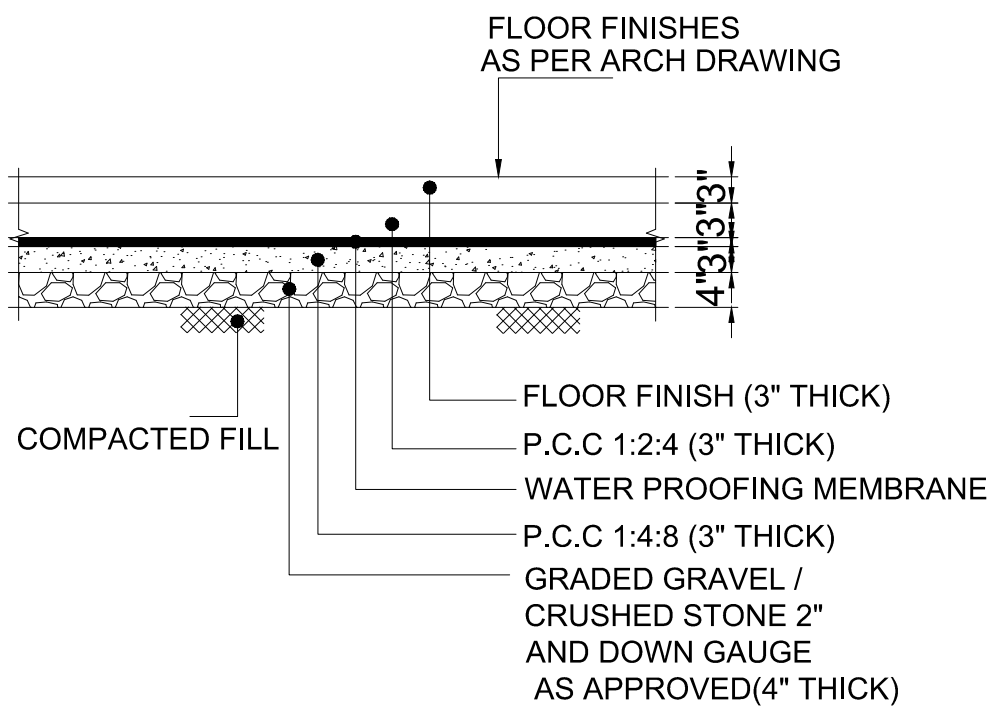 FLOOR FINISHES
AS PER ARCH DRAWING
3"
3"
3"
4"
FLOOR FINISH (3" THICK)
COMPACTED FILL
P.C.C 1:2:4 (3" THICK)
WATER PROOFING MEMBRANE
P.C.C 1:4:8 (3" THICK)
GRADED GRAVEL /
CRUSHED STONE 2"
AND DOWN GAUGE
AS APPROVED(4" THICK)